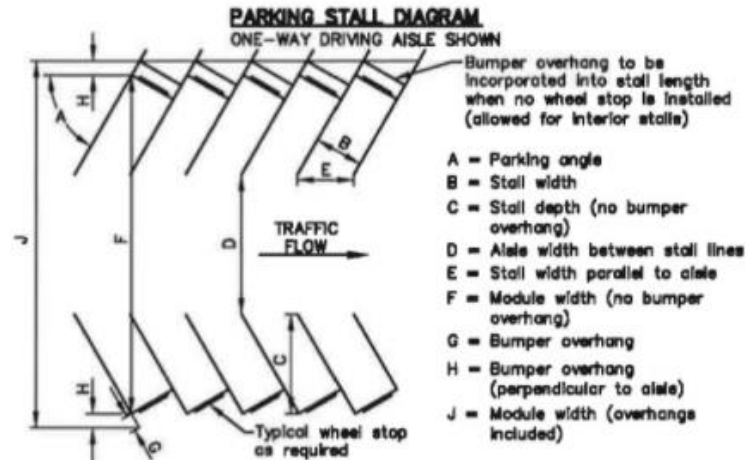 PARKING STALL DIAGRAM
ONE-WAY DRIVING AISLE SHOWN
Bumper overhang to be
incorporated into stall length
when no wheel stop is installed
(allowed for interior stalls)
H
A
B
E
J
F
D
TRAFFIC
FLOW
C
H
G
Typical wheel stop
as required
A = Parking angle
B = Stall width
C = Stall depth (no bumper
overhang)
D = Aisle width between stall lines
E = Stall width parallel to aisle
F = Module width (no bumper
overhang)
G = Bumper overhang
H = Bumper overhang
(perpendicular to aisle)
J = Module width (overhangs
included)